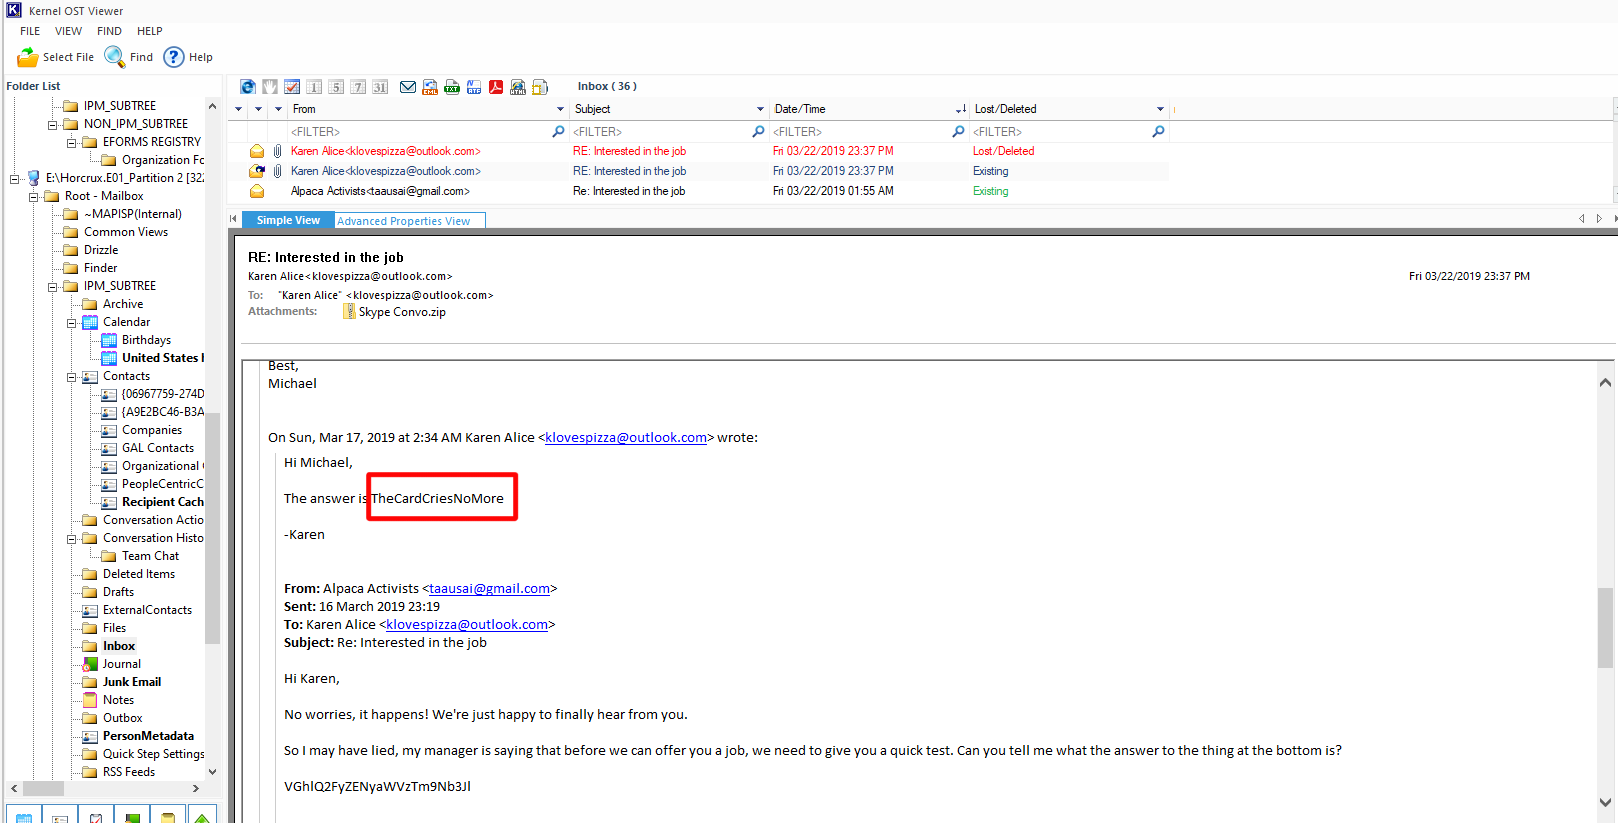 Kernel OST Viewer
FILE VIEW FIND HELP
Select File Find Help
Folder List
IPM_SUBTREE
NON_IPM_SUBTREE
EFORMS REGISTRY
Organization Fo
E:\Horcrux.E01_Partition 2 [322
Root - Mailbox
~MAPISP(Internal)
Common Views
Drizzle
Finder
IPM_SUBTREE
Archive
Calendar
Birthdays
United States H
Contacts
{06967759-274D
{A9E2BC46-B3A
Companies
GAL Contacts
Organizational
PeopleCentricC
Recipient Cach
Conversation Actio
Conversation Histo
Team Chat
Deleted Items
Drafts
ExternalContacts
Files
Inbox
Journal
Junk Email
Notes
Outbox
PersonMetadata
Quick Step Settings
RSS Feeds
1 5 7 31 Inbox ( 36 )
From Subject Date/Time Lost/Deleted
<FILTER> <FILTER> <FILTER> <FILTER>
Karen Alice<klovespizza@outlook.com> RE: Interested in the job Fri 03/22/2019 23:37 PM Lost/Deleted
Karen Alice<klovespizza@outlook.com> RE: Interested in the job Fri 03/22/2019 23:37 PM Existing
Alpaca Activists<taausai@gmail.com> Re: Interested in the job Fri 03/22/2019 01:55 AM Existing
Simple View Advanced Properties View
RE: Interested in the job
Karen Alice<klovespizza@outlook.com> Fri 03/22/2019 23:37 PM
To: "Karen Alice" <klovespizza@outlook.com>
Attachments: Skype Convo.zip
Best,
Michael
On Sun, Mar 17, 2019 at 2:34 AM Karen Alice <klovespizza@outlook.com> wrote:
Hi Michael,
The answer is TheCardCriesNoMore
-Karen
From: Alpaca Activists <taausai@gmail.com>
Sent: 16 March 2019 23:19
To: Karen Alice <klovespizza@outlook.com>
Subject: Re: Interested in the job
Hi Karen,
No worries, it happens! We're just happy to finally hear from you.
So I may have lied, my manager is saying that before we can offer you a job, we need to give you a quick test. Can you tell me what the answer to the thing at the bottom is?
VGhlQ2FyZENyaWVzTm9Nb3Jl